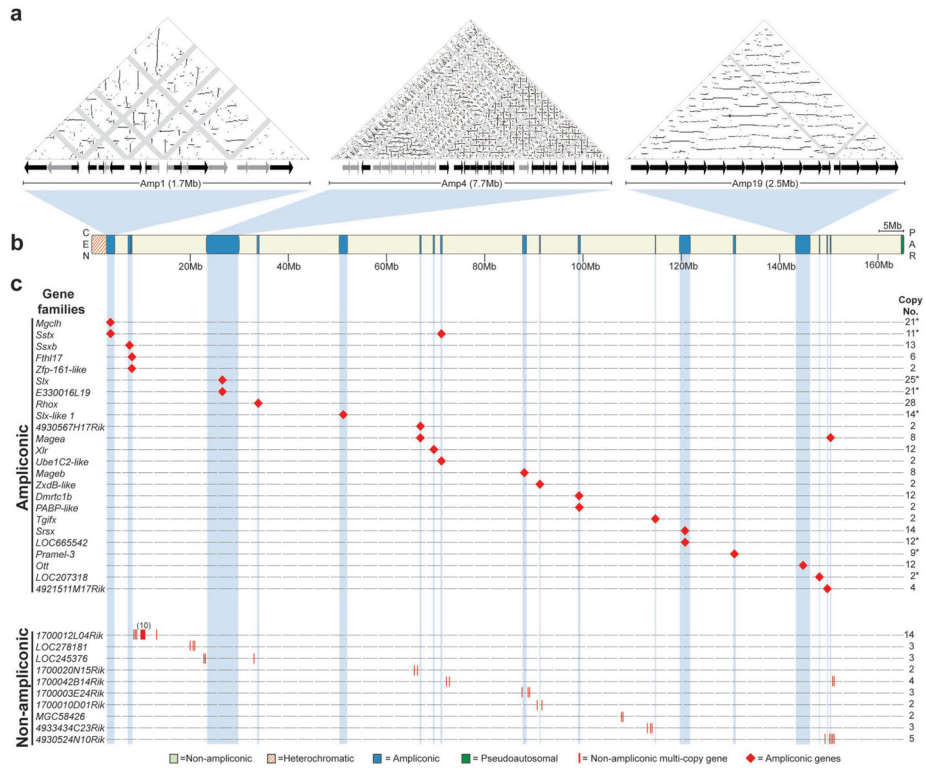 a
Amp1 (1.7Mb) Amp4 (7.7Mb) Amp19 (2.5Mb)
b
CEN 5Mb PAR
20Mb 40Mb 60Mb 80Mb 100Mb 120Mb 140Mb 160Mb
c
Gene families Copy No.
Ampliconic
Mgclh 21*
Sstx 11*
Ssxb 13
Fthl17 6
Zfp-161-like 2
Slx 25*
E330016L19 21*
Rhox 28
Slx-like 1 14*
4930567H17Rik 2
Magea 8
Xlr 12
Ube1C2-like 2
Mageb 8
ZxdB-like 2
Dmrtc1b 12
PABP-like 2
Tgifx 2
Srsx 14
LOC665542 12*
Pramel-3 9*
Ott 12
LOC207318 2*
4921511M17Rik 4
Non-ampliconic
1700012L04Rik (10) 14
LOC278181 3
LOC245376 3
1700020N15Rik 2
1700042B14Rik 4
1700003E24Rik 3
1700010D01Rik 2
MGC58426 2
4933434C23Rik 3
4930524N10Rik 5
=Non-ampliconic =Heterochromatic =Ampliconic = Pseudoautosomal = Non-ampliconic multi-copy gene = Ampliconic genes